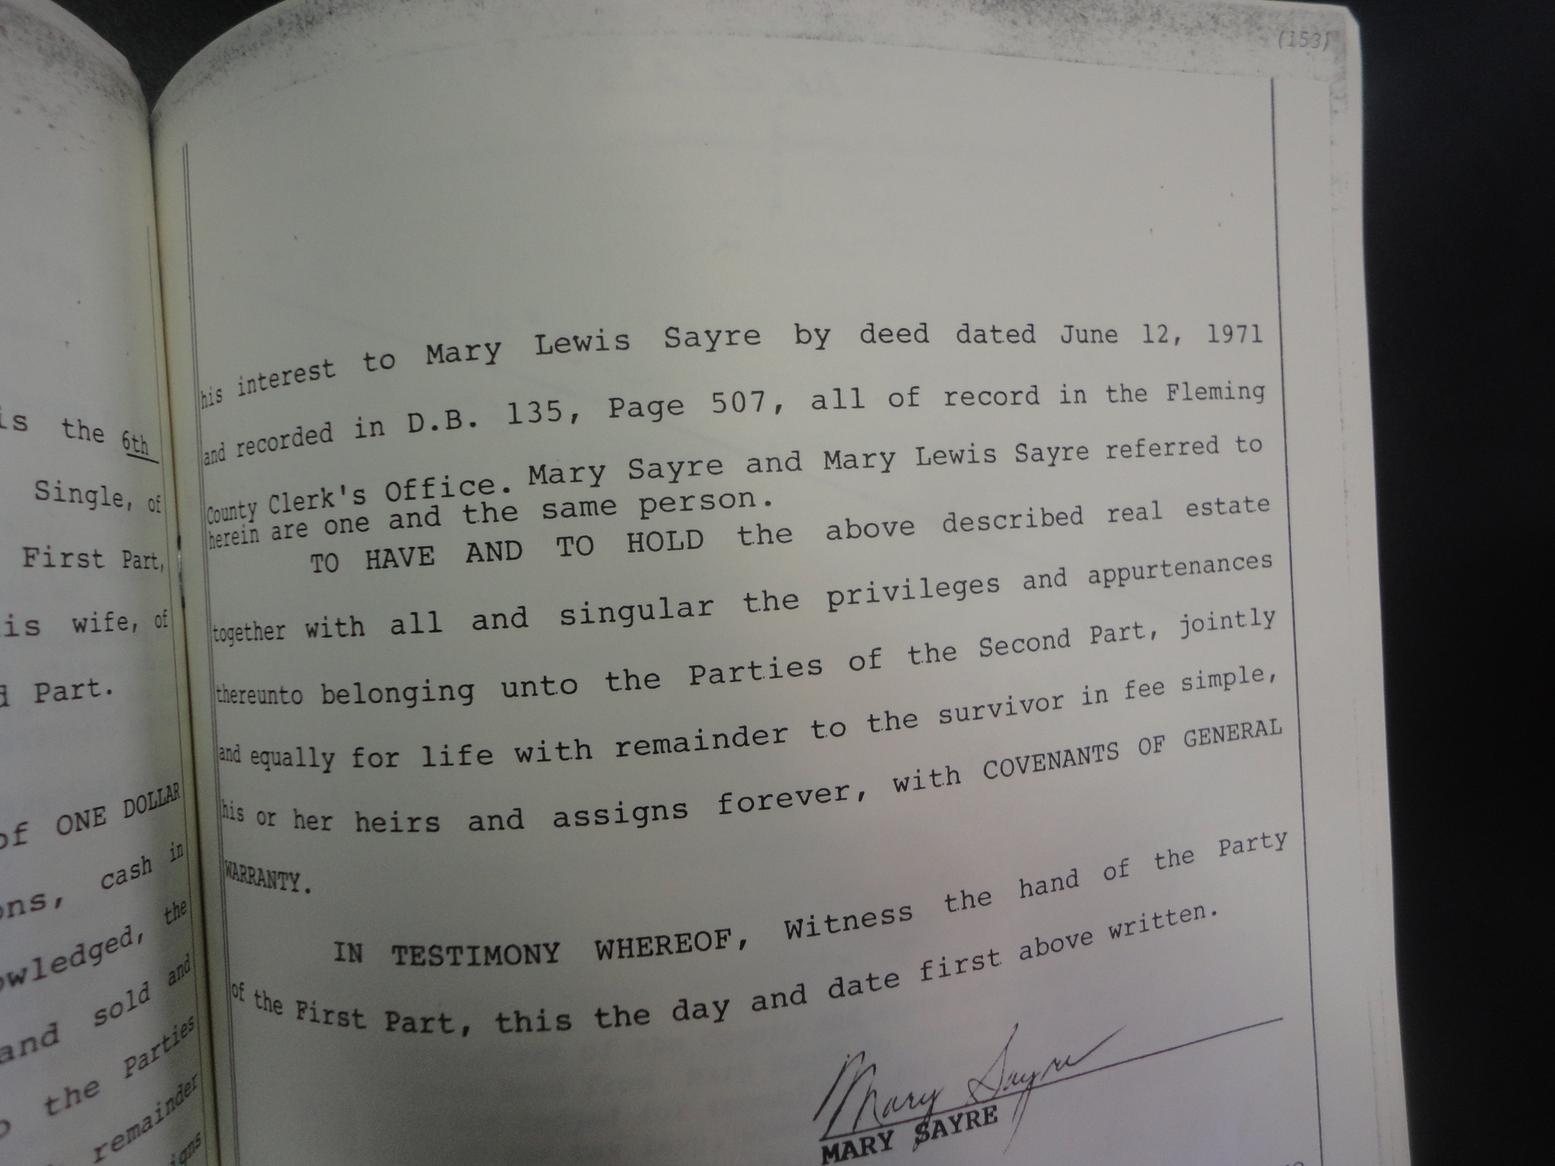 is the 6th
Single, of
First Part,
is wife, of
Part.
of ONE DOLLAR
cash in
the
and sold and
the Parties
remainder
(153)
his interest to Mary Lewis Sayre by deed dated June 12, 1971
and recorded in D.B. 135, Page 507, all of record in the Fleming
County Clerk's Office. Mary Sayre and Mary Lewis Sayre referred to
herein are one and the same person.
TO HAVE AND TO HOLD the above described real estate
together with all and singular the privileges and appurtenances
thereunto belonging unto the Parties of the Second Part, jointly
and equally for life with remainder to the survivor in fee simple,
his or her heirs and assigns forever, with COVENANTS OF GENERAL
WARRANTY.
IN TESTIMONY WHEREOF, Witness the hand of the Party
of the First Part, this the day and date first above written.
Mary Sayre
MARY SAYRE